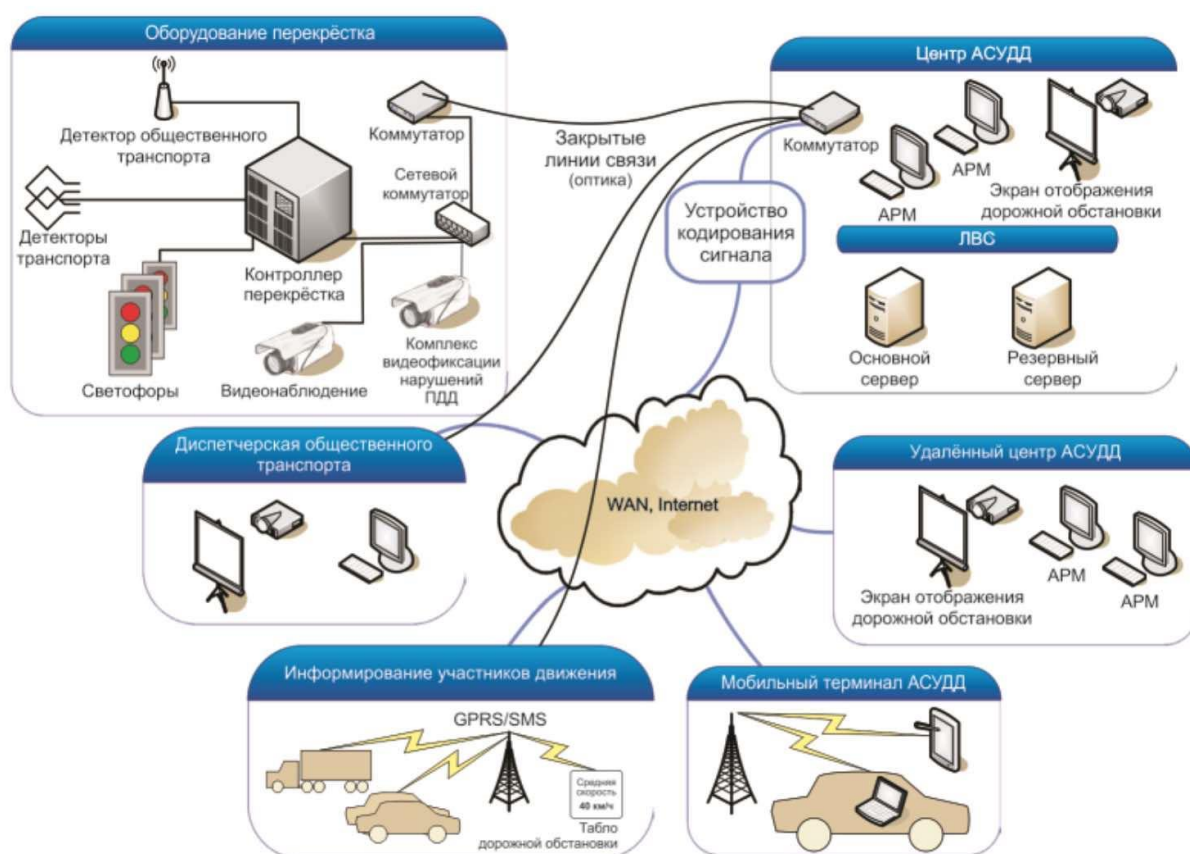 Оборудование перекрёстка
Детектор общественного
транспорта
Коммутатор
Сетевой
коммутатор
Детекторы
транспорта
Контроллер
перекрёстка
Светофоры
Видеонаблюдение
Комплекс
видеофиксации
нарушений
ПДД
Закрытые
линии связи
(оптика)
Устройство
кодирования
сигнала
Центр АСУДД
Коммутатор
АРМ
АРМ
Экран отображения
дорожной обстановки
ЛВС
Основной
сервер
Резервный
сервер
Диспетчерская общественного
транспорта
WAN, Internet
Удалённый центр АСУДД
Экран отображения
дорожной обстановки
АРМ
АРМ
Информирование участников движения
GPRS/SMS
Средняя
скорость
40 км/ч
Табло
дорожной обстановки
Мобильный терминал АСУДД